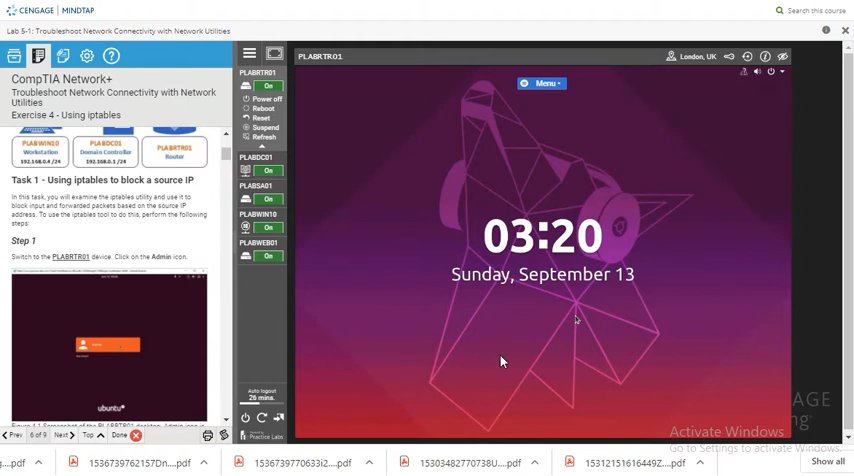 CENGAGE MINDTAP
Search this course
Lab 5-1: Troubleshoot Network Connectivity with Network Utilities
CompTIA Network+
Troubleshoot Network Connectivity with Network
Utilities
Exercise 4 - Using iptables
PLABWIN10
Workstation
192.168.0.4 /24
PLABDC01
Domain Controller
192.168.0.1 /24
PLABRTR01
Router
Task 1 - Using iptables to block a source IP
In this task, you will examine the iptables utility and use it to
block input and forwarded packets based on the source IP
address. To use the iptables tool to do this, perform the following
steps:
Step 1
Switch to the PLABRTR01 device. Click on the Admin icon.
ubuntu
Prev
6 of 9
Next
Top
Done
PLABRTR01
On
Power off
Reboot
Reset
Suspend
Refresh
PLABDC01
On
PLABSA01
On
PLABWIN10
On
PLABWEB01
On
Auto logout
26 mins.
Practice Labs
PLABRTR01
London, UK
Menu
03:20
Sunday, September 13
Activate Windows
Go to Settings to activate Windows.
g....pdf
1536739762157Dn....pdf
1536739770633i2....pdf
15303482770738U....pdf
15312151616449Z....pdf
Show all